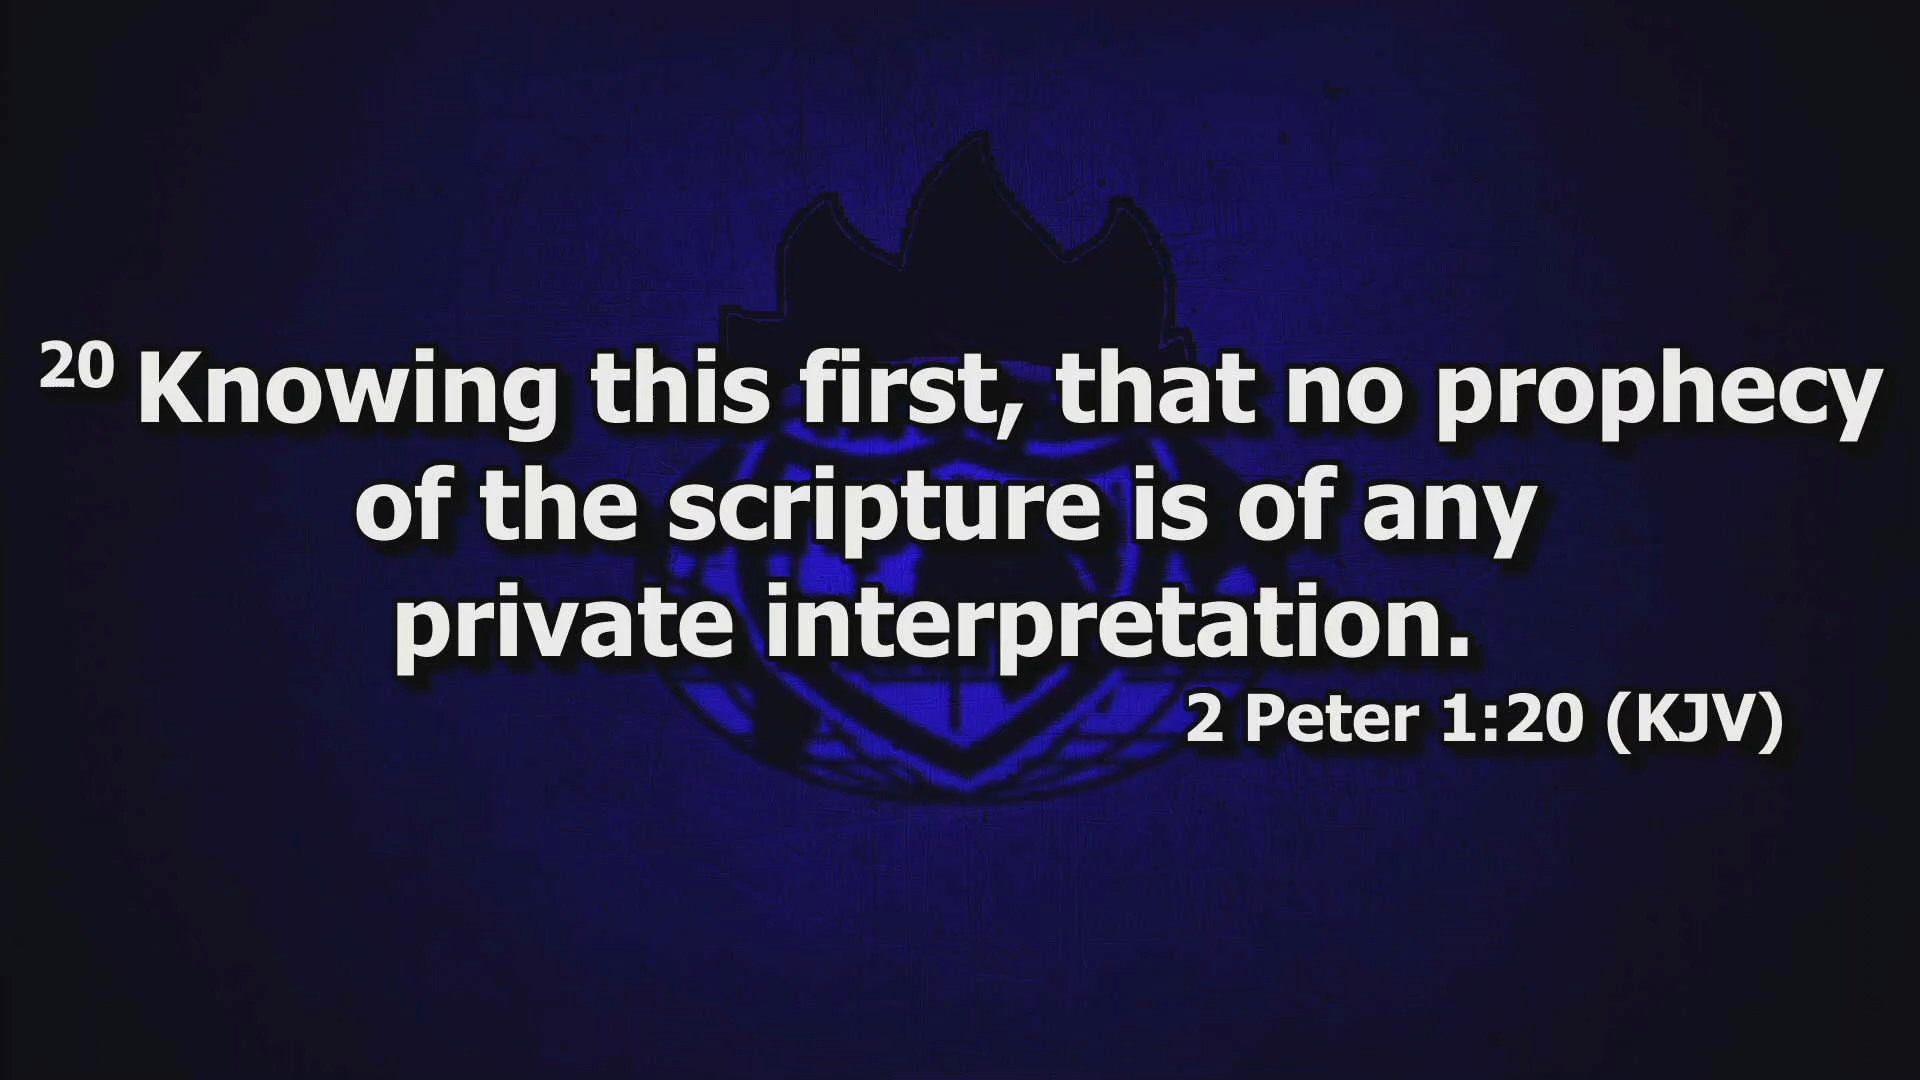 20 Knowing this first, that no prophecy
of the scripture is of any
private interpretation.
2 Peter 1:20 (KJV)